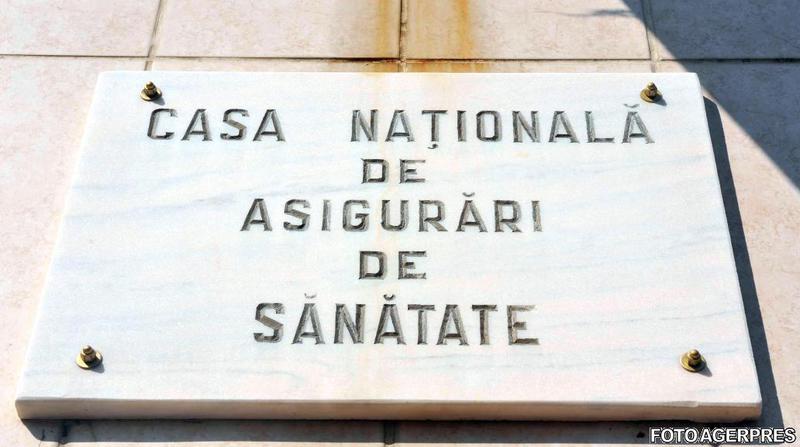 CASA NAȚIONALĂ
DE
ASIGURĂRI
DE
SĂNĂTATE
FOTO AGERPRES